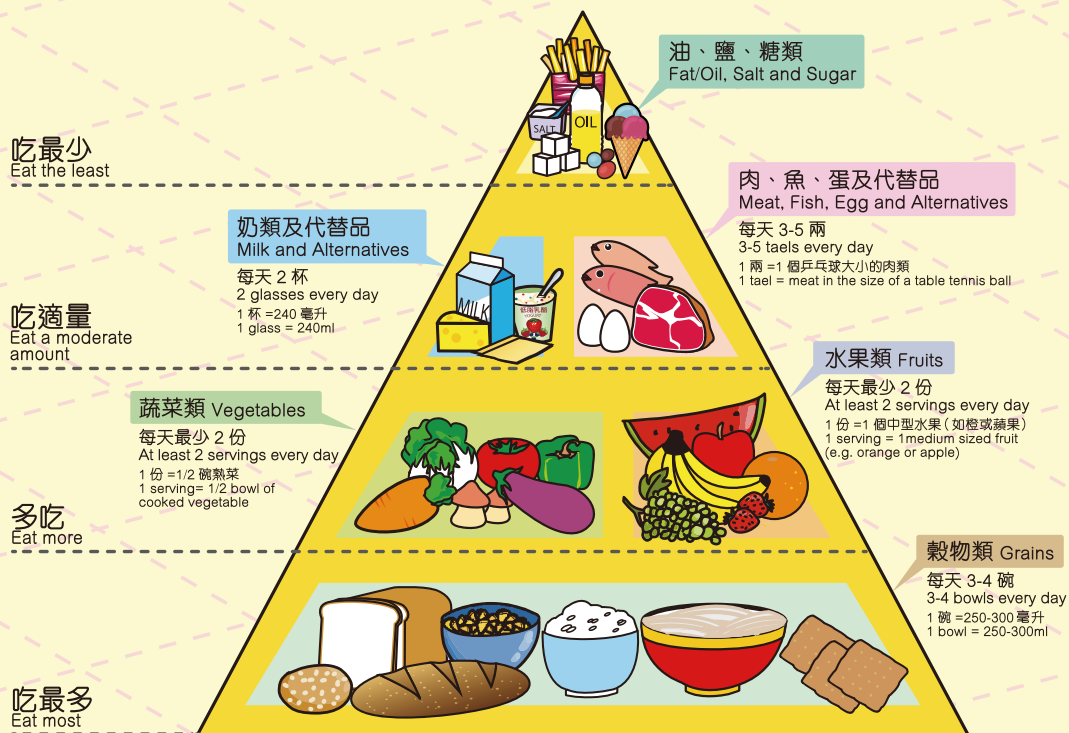 油、鹽、糖類
Fat/Oil, Salt and Sugar
OIL
SALT
吃最少
Eat the least
肉、魚、蛋及代替品
Meat, Fish, Egg and Alternatives
每天 3-5 兩
3-5 taels every day
1 兩 =1 個乒乓球大小的肉類
1 tael = meat in the size of a table tennis ball
奶類及代替品
Milk and Alternatives
每天 2 杯
2 glasses every day
1 杯 =240 毫升
1 glass = 240ml
MILK
低脂乳酪
YOGURT
吃適量
Eat a moderate
amount
水果類 Fruits
每天最少 2 份
At least 2 servings every day
1 份 =1 個中型水果 ( 如橙或蘋果 )
1 serving = 1medium sized fruit
(e.g. orange or apple)
蔬菜類 Vegetables
每天最少 2 份
At least 2 servings every day
1 份 =1/2 碗熟菜
1 serving= 1/2 bowl of
cooked vegetable
多吃
Eat more
穀物類 Grains
每天 3-4 碗
3-4 bowls every day
1 碗 =250-300 毫升
1 bowl = 250-300ml
吃最多
Eat most